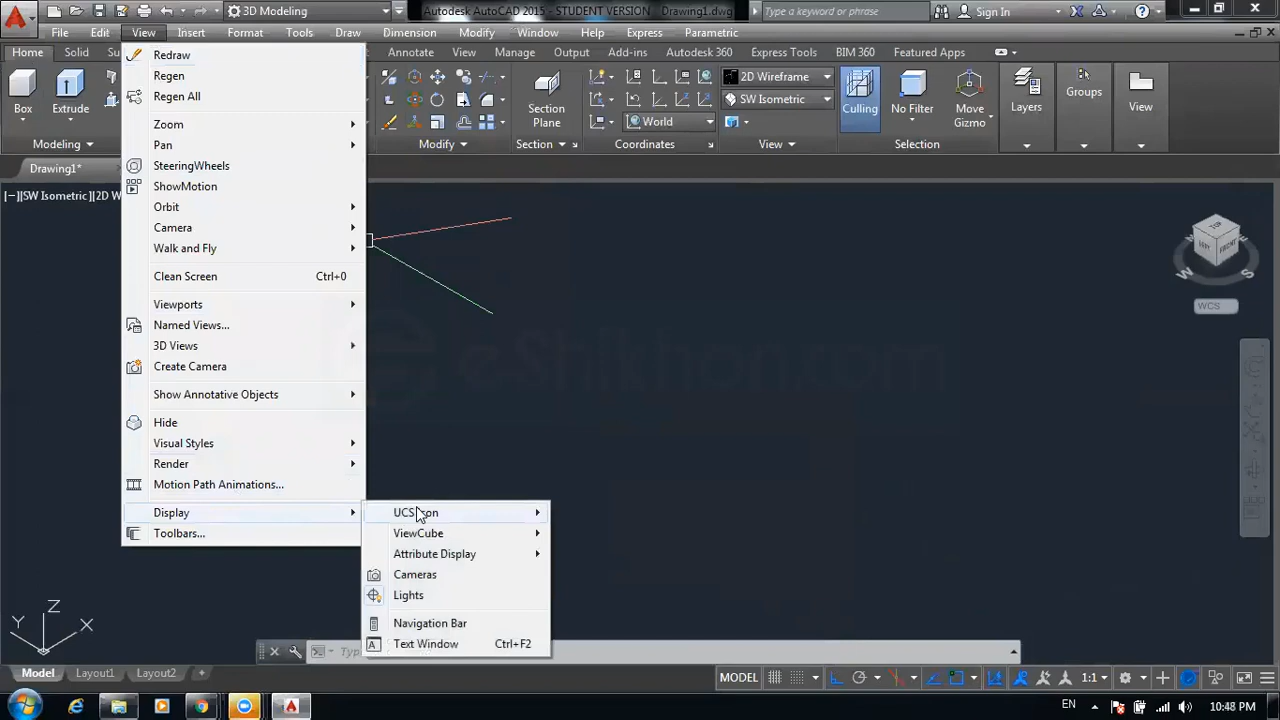 3D Modeling
Autodesk AutoCAD 2015 - STUDENT VERSION Drawing1.dwg
Type a keyword or phrase
Sign In
File Edit View Insert Format Tools Draw Dimension Modify Window Help Express Parametric
Home Solid Annotate View Manage Output Add-ins Autodesk 360 Express Tools BIM 360 Featured Apps
Box
Extrude
Modeling
Modify
Section
Plane
Section
World
Coordinates
2D Wireframe
SW Isometric
View
Culling
No Filter
Move
Gizmo
Selection
Layers
Groups
View
Drawing1*
[−][SW Isometric][2D W
Redraw
Regen
Regen All
Zoom
Pan
SteeringWheels
ShowMotion
Orbit
Camera
Walk and Fly
Clean Screen Ctrl+0
Viewports
Named Views...
3D Views
Create Camera
Show Annotative Objects
Hide
Visual Styles
Render
Motion Path Animations...
Display
Toolbars...
ViewCube
Attribute Display
Cameras
Lights
Navigation Bar
Text Window Ctrl+F2
eShikhon.com
FRONT
W S
WCS
Z
Y X
Model Layout1 Layout2 +
MODEL
1:1
EN
10:48 PM